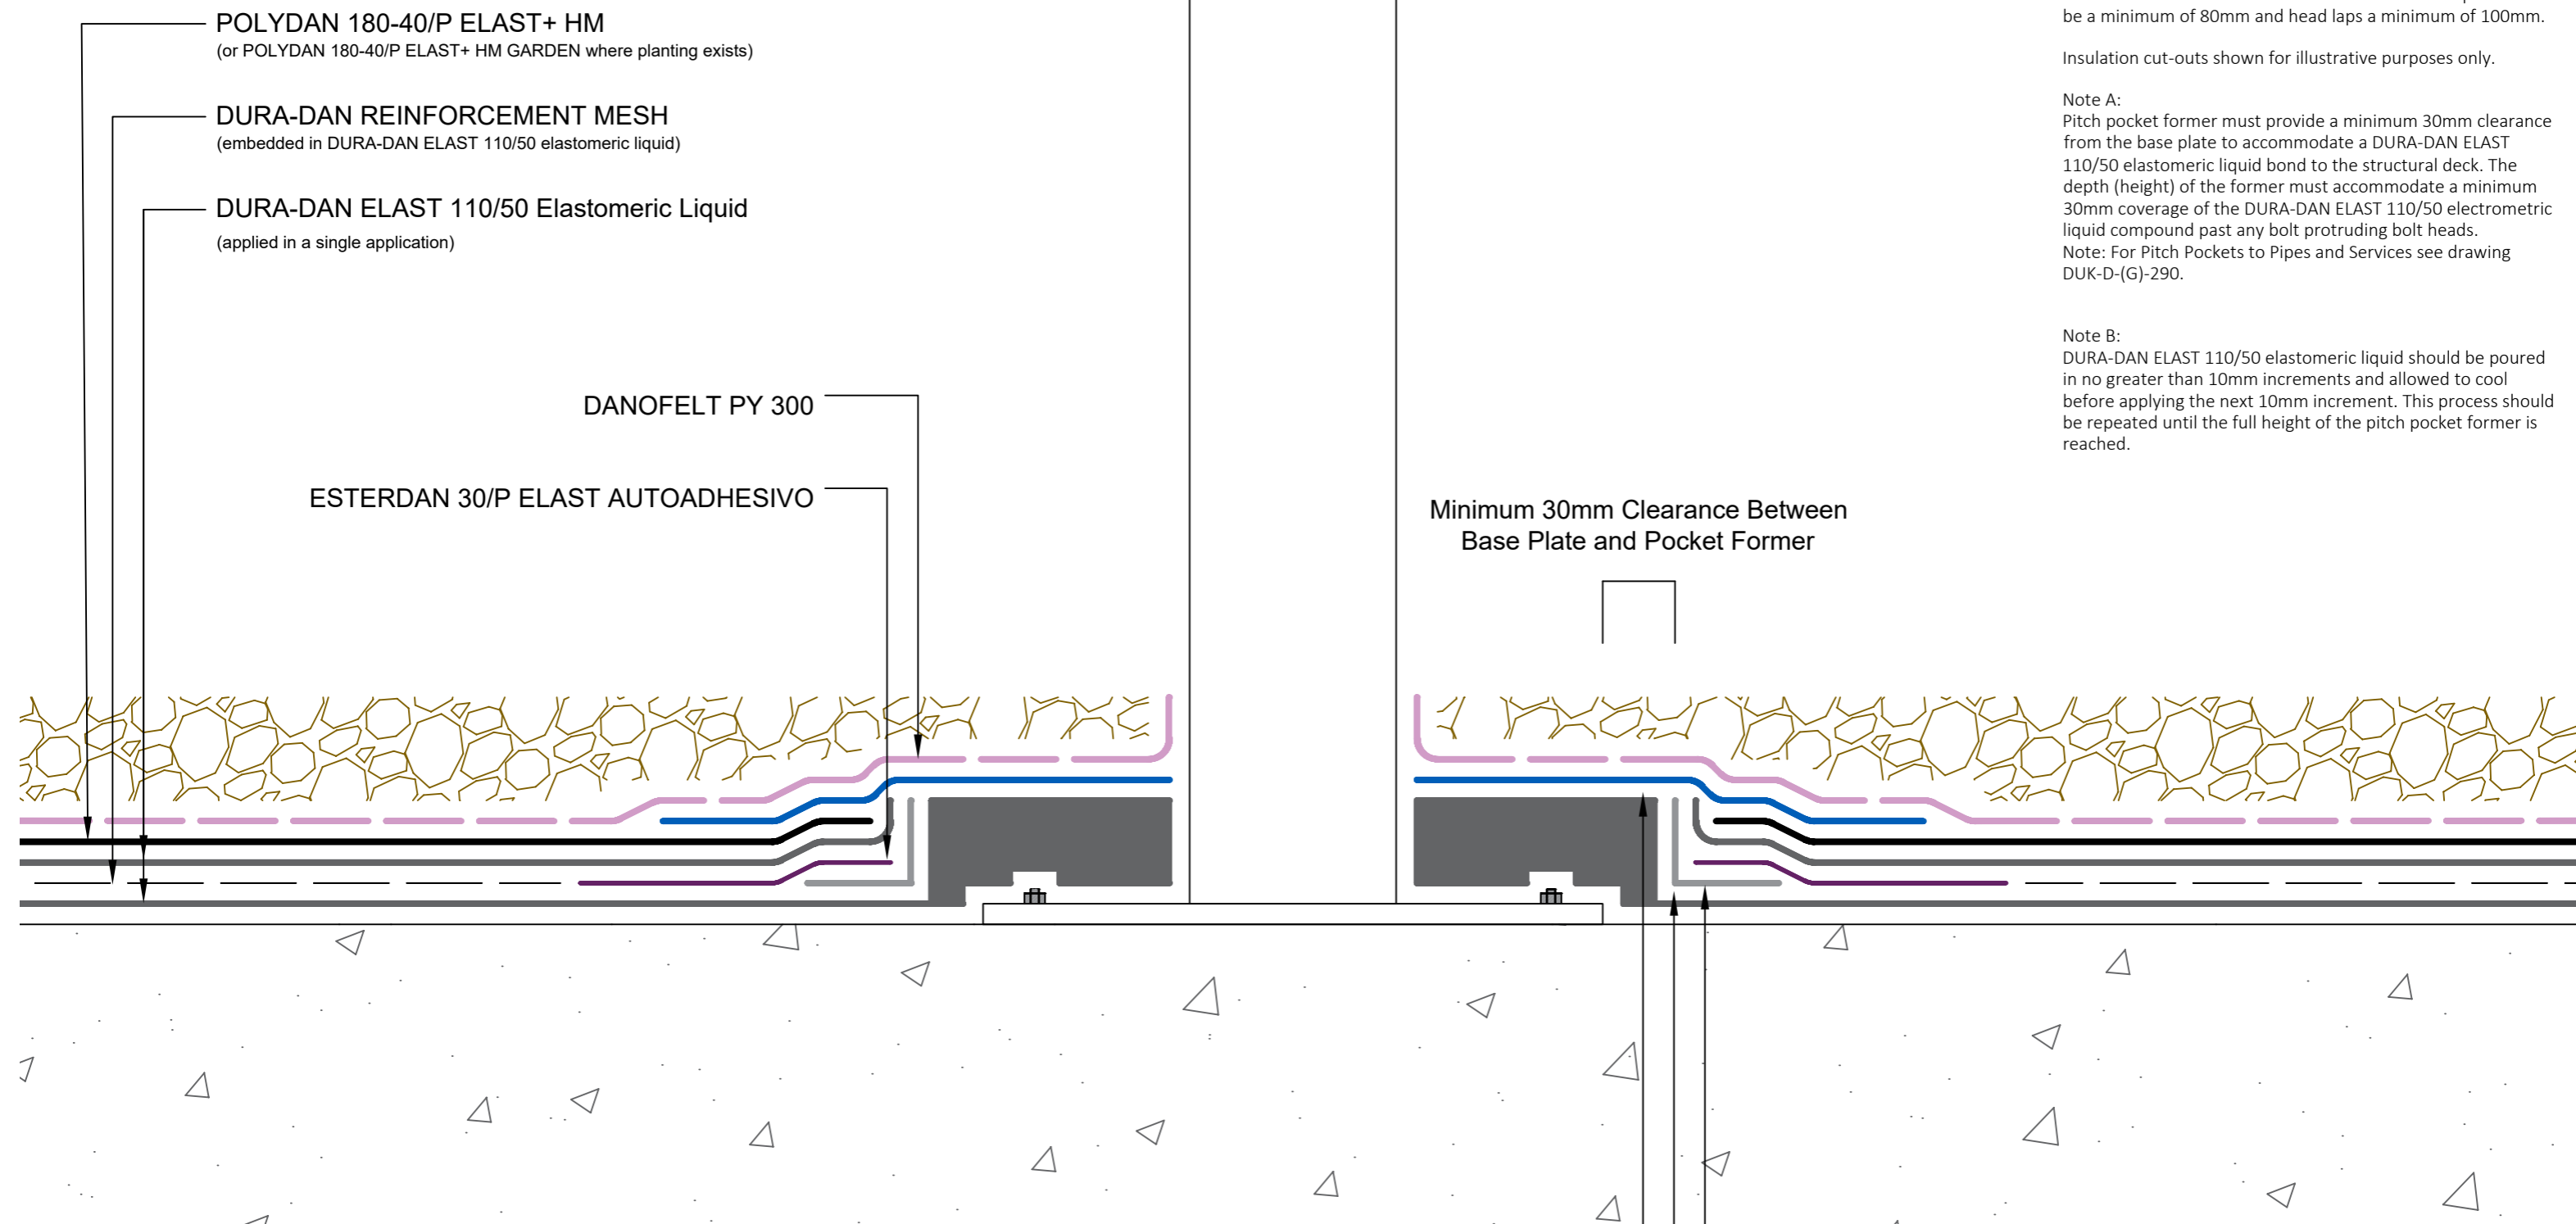 POLYDAN 180-40/P ELAST+ HM
(or POLYDAN 180-40/P ELAST+ HM GARDEN where planting exists)
DURA-DAN REINFORCEMENT MESH
(embedded in DURA-DAN ELAST 110/50 elastomeric liquid)
DURA-DAN ELAST 110/50 Elastomeric Liquid
(applied in a single application)
DANOFELT PY 300
ESTERDAN 30/P ELAST AUTOADHESIVO
Minimum 30mm Clearance Between
Base Plate and Pocket Former
be a minimum of 80mm and head laps a minimum of 100mm.
Insulation cut-outs shown for illustrative purposes only.
Note A:
Pitch pocket former must provide a minimum 30mm clearance
from the base plate to accommodate a DURA-DAN ELAST
110/50 elastomeric liquid bond to the structural deck. The
depth (height) of the former must accommodate a minimum
30mm coverage of the DURA-DAN ELAST 110/50 electrometric
liquid compound past any bolt protruding bolt heads.
Note: For Pitch Pockets to Pipes and Services see drawing
DUK-D-(G)-290.
Note B:
DURA-DAN ELAST 110/50 elastomeric liquid should be poured
in no greater than 10mm increments and allowed to cool
before applying the next 10mm increment. This process should
be repeated until the full height of the pitch pocket former is
reached.